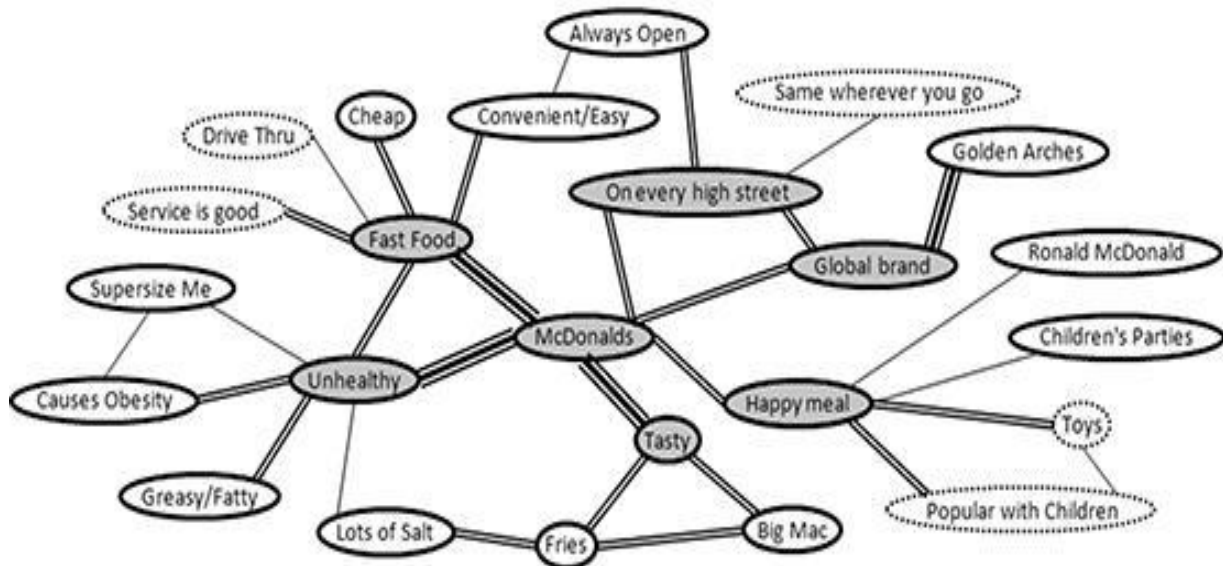 Always Open
Same wherever you go
Cheap
Convenient/Easy
Drive Thru
Golden Arches
On every high street
Service is good
Fast Food
Ronald McDonald
Global brand
Supersize Me
McDonalds
Children's Parties
Unhealthy
Causes Obesity
Happy meal
Toys
Tasty
Greasy/Fatty
Popular with Children
Lots of Salt
Big Mac
Fries